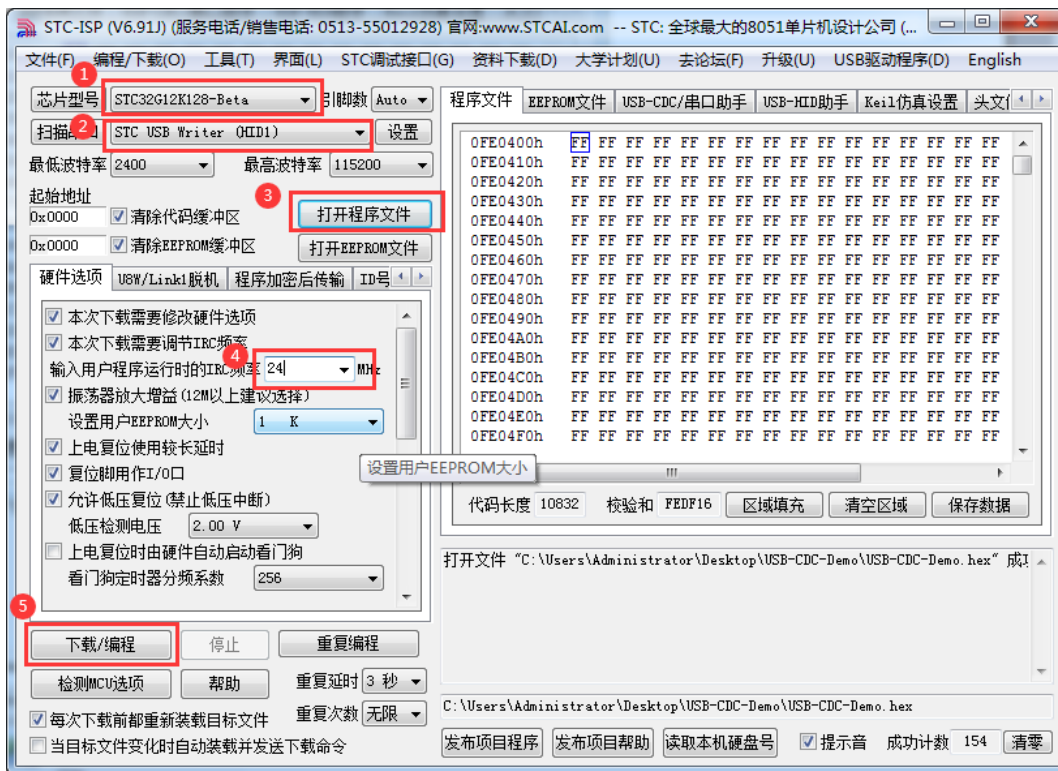 STC-ISP (V6.91J) (服务电话/销售电话: 0513-55012928) 官网:www.STCAI.com -- STC: 全球最大的8051单片机设计公司 (...
文件(F) 编程/下载(O) 工具(T) 界面(L) STC调试接口(G) 资料下载(D) 大学计划(U) 去论坛(F) 升级(U) USB驱动程序(D) English
1
芯片型号 STC32G12K128-Beta 引脚数 Auto
2
扫描 STC USB Writer (HID1) 设置
最低波特率 2400 最高波特率 115200
起始地址
3
0x0000 清除代码缓冲区 打开程序文件
0x0000 清除EEPROM缓冲区 打开EEPROM文件
硬件选项 U8W/Link1脱机 程序加密后传输 ID号
本次下载需要修改硬件选项
本次下载需要调节IRC频率
4
输入用户程序运行时的IRC频率 24 MHz
振荡器放大增益(12M以上建议选择)
设置用户EEPROM大小 1 K
上电复位使用较长延时
复位脚用作I/O口
设置用户EEPROM大小
允许低压复位(禁止低压中断)
低压检测电压 2.00 V
上电复位时由硬件自动启动看门狗
看门狗定时器分频系数 256
5
下载/编程 停止 重复编程
检测MCU选项 帮助 重复延时 3 秒
每次下载前都重新装载目标文件 重复次数 无限
当目标文件变化时自动装载并发送下载命令
程序文件 EEPROM文件 USB-CDC/串口助手 USB-HID助手 Keil仿真设置 头文
0FE0400h FF FF FF FF FF FF FF FF FF FF FF FF FF FF FF FF
0FE0410h FF FF FF FF FF FF FF FF FF FF FF FF FF FF FF FF
0FE0420h FF FF FF FF FF FF FF FF FF FF FF FF FF FF FF FF
0FE0430h FF FF FF FF FF FF FF FF FF FF FF FF FF FF FF FF
0FE0440h FF FF FF FF FF FF FF FF FF FF FF FF FF FF FF FF
0FE0450h FF FF FF FF FF FF FF FF FF FF FF FF FF FF FF FF
0FE0460h FF FF FF FF FF FF FF FF FF FF FF FF FF FF FF FF
0FE0470h FF FF FF FF FF FF FF FF FF FF FF FF FF FF FF FF
0FE0480h FF FF FF FF FF FF FF FF FF FF FF FF FF FF FF FF
0FE0490h FF FF FF FF FF FF FF FF FF FF FF FF FF FF FF FF
0FE04A0h FF FF FF FF FF FF FF FF FF FF FF FF FF FF FF FF
0FE04B0h FF FF FF FF FF FF FF FF FF FF FF FF FF FF FF FF
0FE04C0h FF FF FF FF FF FF FF FF FF FF FF FF FF FF FF FF
0FE04D0h FF FF FF FF FF FF FF FF FF FF FF FF FF FF FF FF
0FE04E0h FF FF FF FF FF FF FF FF FF FF FF FF FF FF FF FF
0FE04F0h FF FF FF FF FF FF FF FF FF FF FF FF FF FF FF FF
代码长度 10832 校验和 FEDF16 区域填充 清空区域 保存数据
打开文件 "C:\Users\Administrator\Desktop\USB-CDC-Demo\USB-CDC-Demo.hex" 成
C:\Users\Administrator\Desktop\USB-CDC-Demo\USB-CDC-Demo.hex
发布项目程序 发布项目帮助 读取本机硬盘号 提示音 成功计数 154 清零